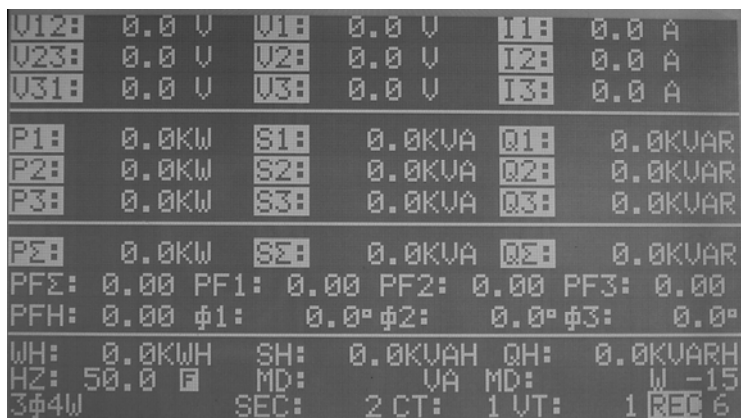 V12: 0.0 V V1: 0.0 V I1: 0.0 A
V23: 0.0 V V2: 0.0 V I2: 0.0 A
V31: 0.0 V V3: 0.0 V I3: 0.0 A
P1: 0.0KW S1: 0.0KVA Q1: 0.0KVAR
P2: 0.0KW S2: 0.0KVA Q2: 0.0KVAR
P3: 0.0KW S3: 0.0KVA Q3: 0.0KVAR
PΣ: 0.0KW SΣ: 0.0KVA QΣ: 0.0KVAR
PFΣ: 0.00 PF1: 0.00 PF2: 0.00 PF3: 0.00
PFH: 0.00 ϕ1: 0.0° ϕ2: 0.0° ϕ3: 0.0°
WH: 0.0KWH SH: 0.0KVAH QH: 0.0KVARH
HZ: 50.0 F MD: VA MD: W -15
3ϕ4W SEC: 2 CT: 1 VT: 1 REC 6